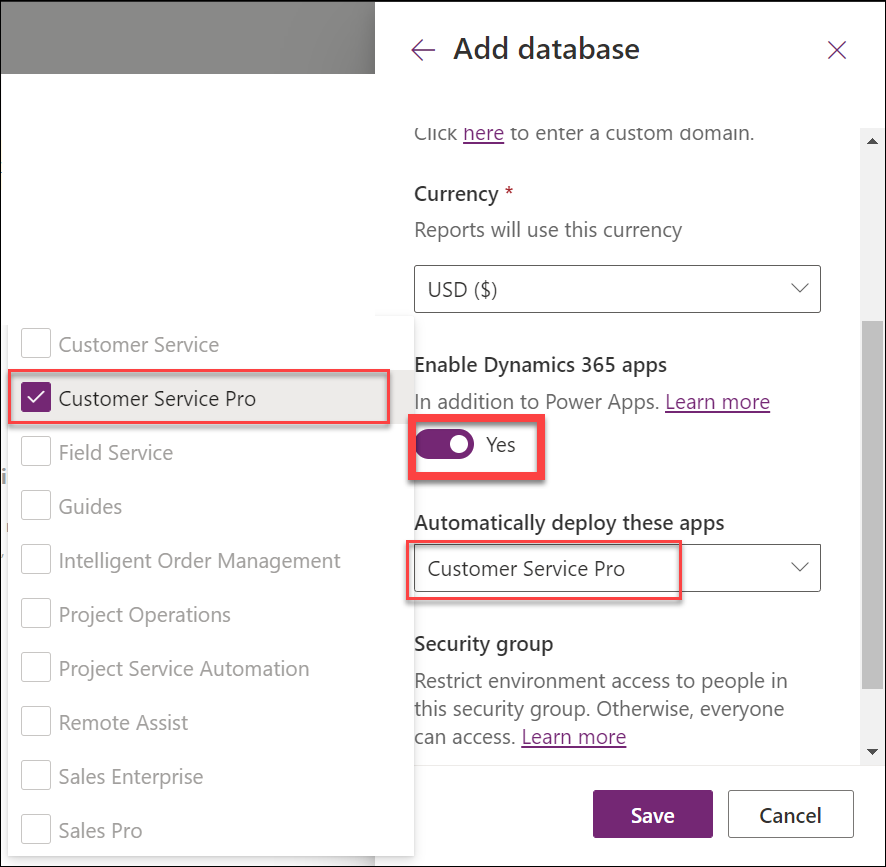 Add database
Click here to enter a custom domain.
Currency *
Reports will use this currency
USD ($)
Enable Dynamics 365 apps
In addition to Power Apps. Learn more
Yes
Automatically deploy these apps
Customer Service Pro
Security group
Restrict environment access to people in
this security group. Otherwise, everyone
can access. Learn more
Save
Cancel
Customer Service
Customer Service Pro
Field Service
Guides
Intelligent Order Management
Project Operations
Project Service Automation
Remote Assist
Sales Enterprise
Sales Pro